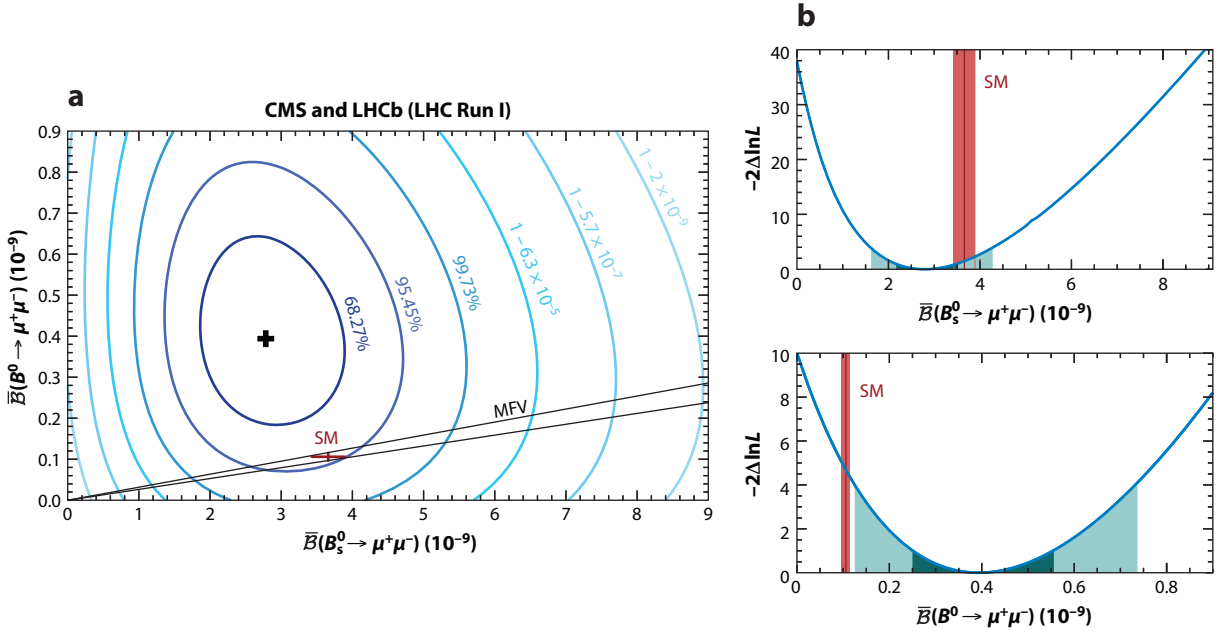 a
CMS and LHCb (LHC Run I)
0.9
0.8
0.7
0.6
0.5
0.4
0.3
0.2
0.1
0.0
B̅(B⁰ → μ⁺μ⁻) (10⁻⁹)
68.27%
95.45%
99.73%
1 – 6.3 × 10⁻⁵
1 – 5.7 × 10⁻⁷
1 – 2 × 10⁻⁹
MFV
SM
0 1 2 3 4 5 6 7 8 9
B̅(B⁰ₛ → μ⁺μ⁻) (10⁻⁹)
b
40
30
20
10
0
–2ΔlnL
SM
0 2 4 6 8
B̅(B⁰ₛ → μ⁺μ⁻) (10⁻⁹)
10
8
6
4
2
0
–2ΔlnL
SM
0 0.2 0.4 0.6 0.8
B̅(B⁰ → μ⁺μ⁻) (10⁻⁹)